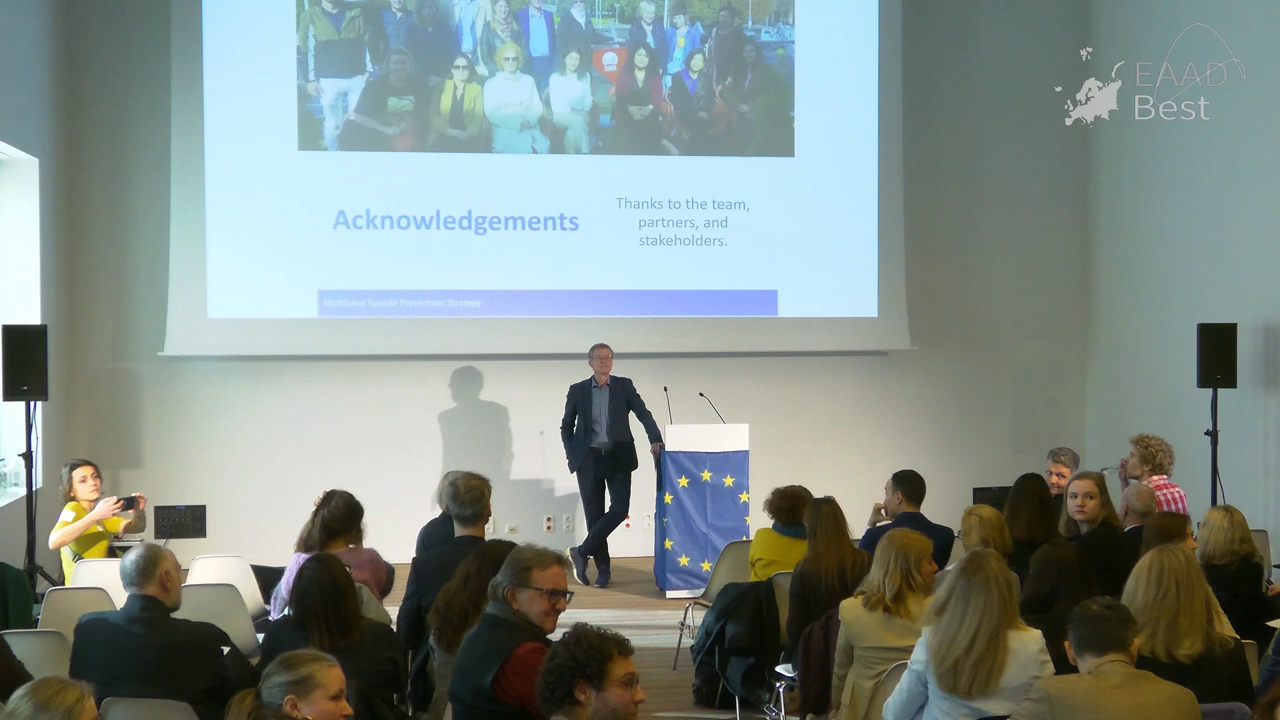 EAAD
Best
Acknowledgements
Thanks to the team,
partners, and
stakeholders.
Multilevel Suicide Prevention Strategy